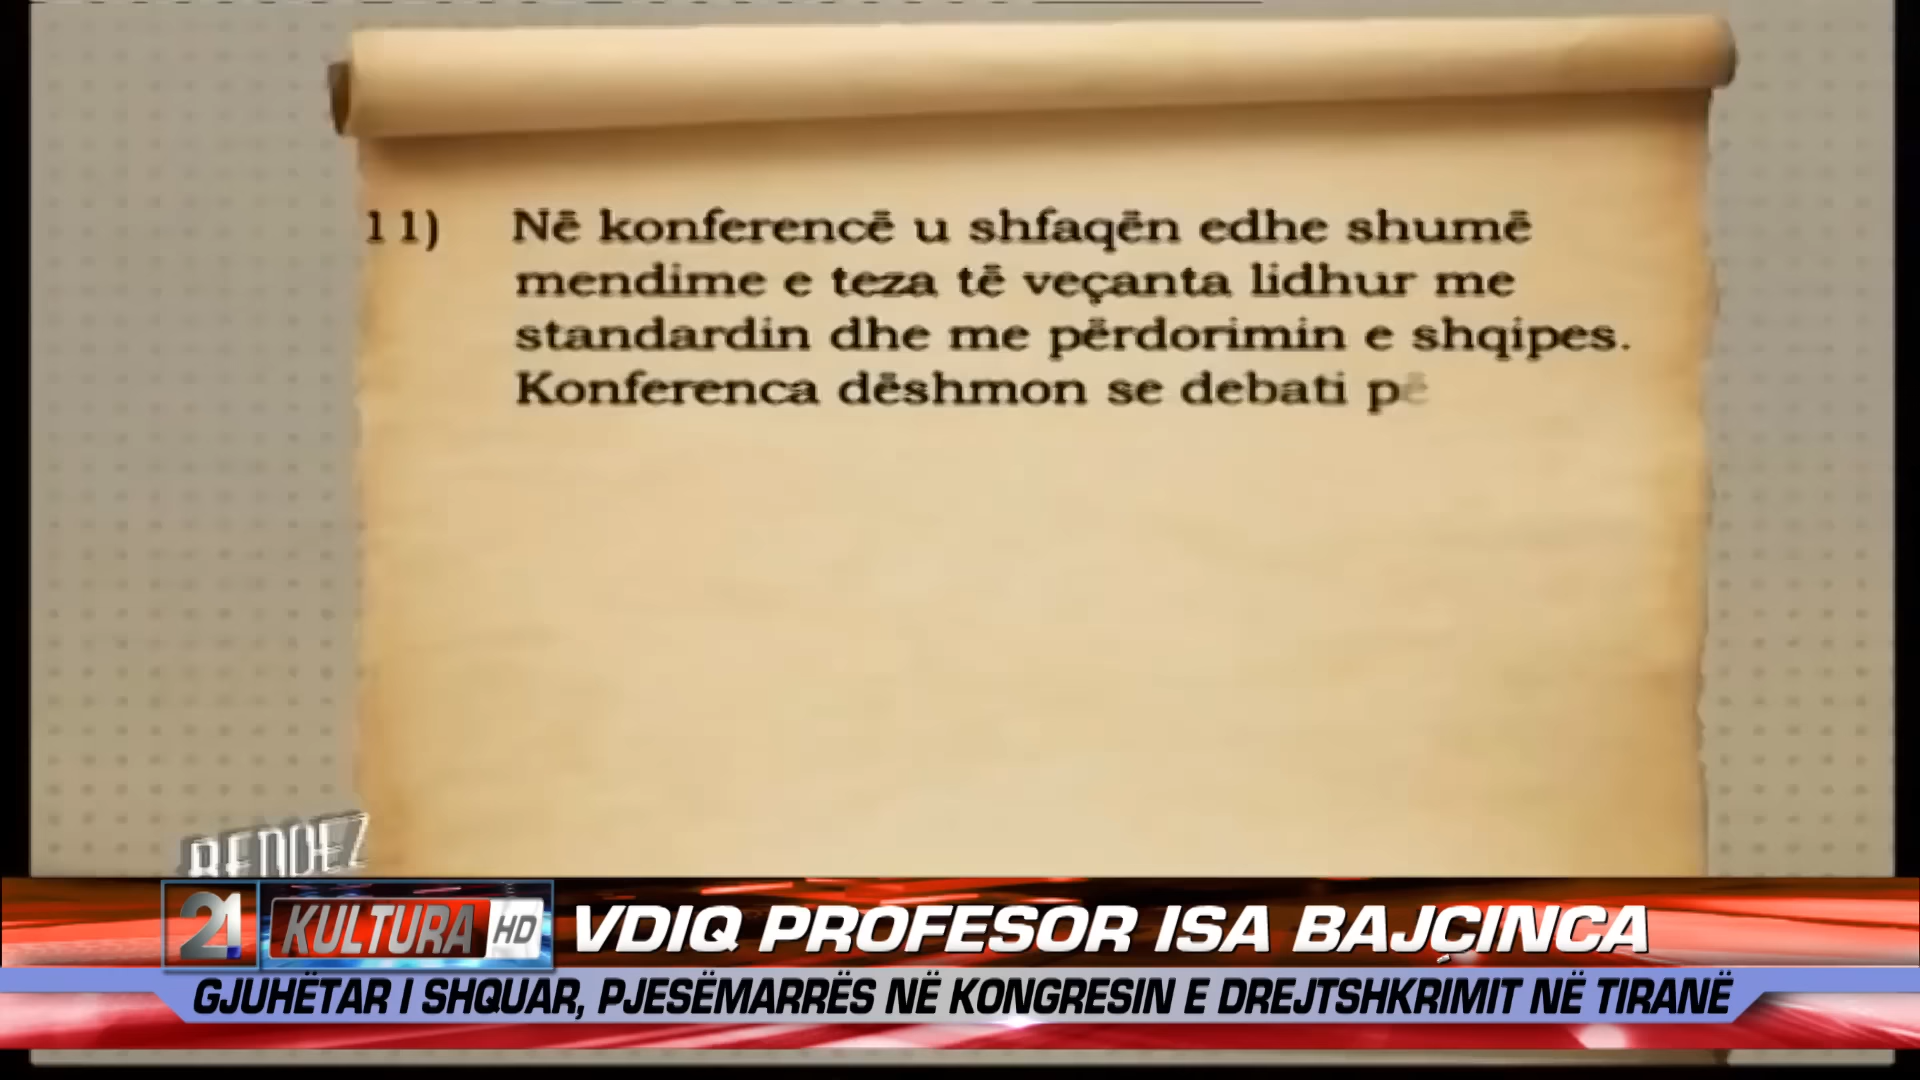 11) Në konferencë u shfaqën edhe shumë
mendime e teza të veçanta lidhur me
standardin dhe me përdorimin e shqipes.
Konferenca dëshmon se debati pë
21 KULTURA HD VDIQ PROFESOR ISA BAJÇINCA
GJUHËTAR I SHQUAR, PJESËMARRËS NË KONGRESIN E DREJTSHKRIMIT NË TIRANË